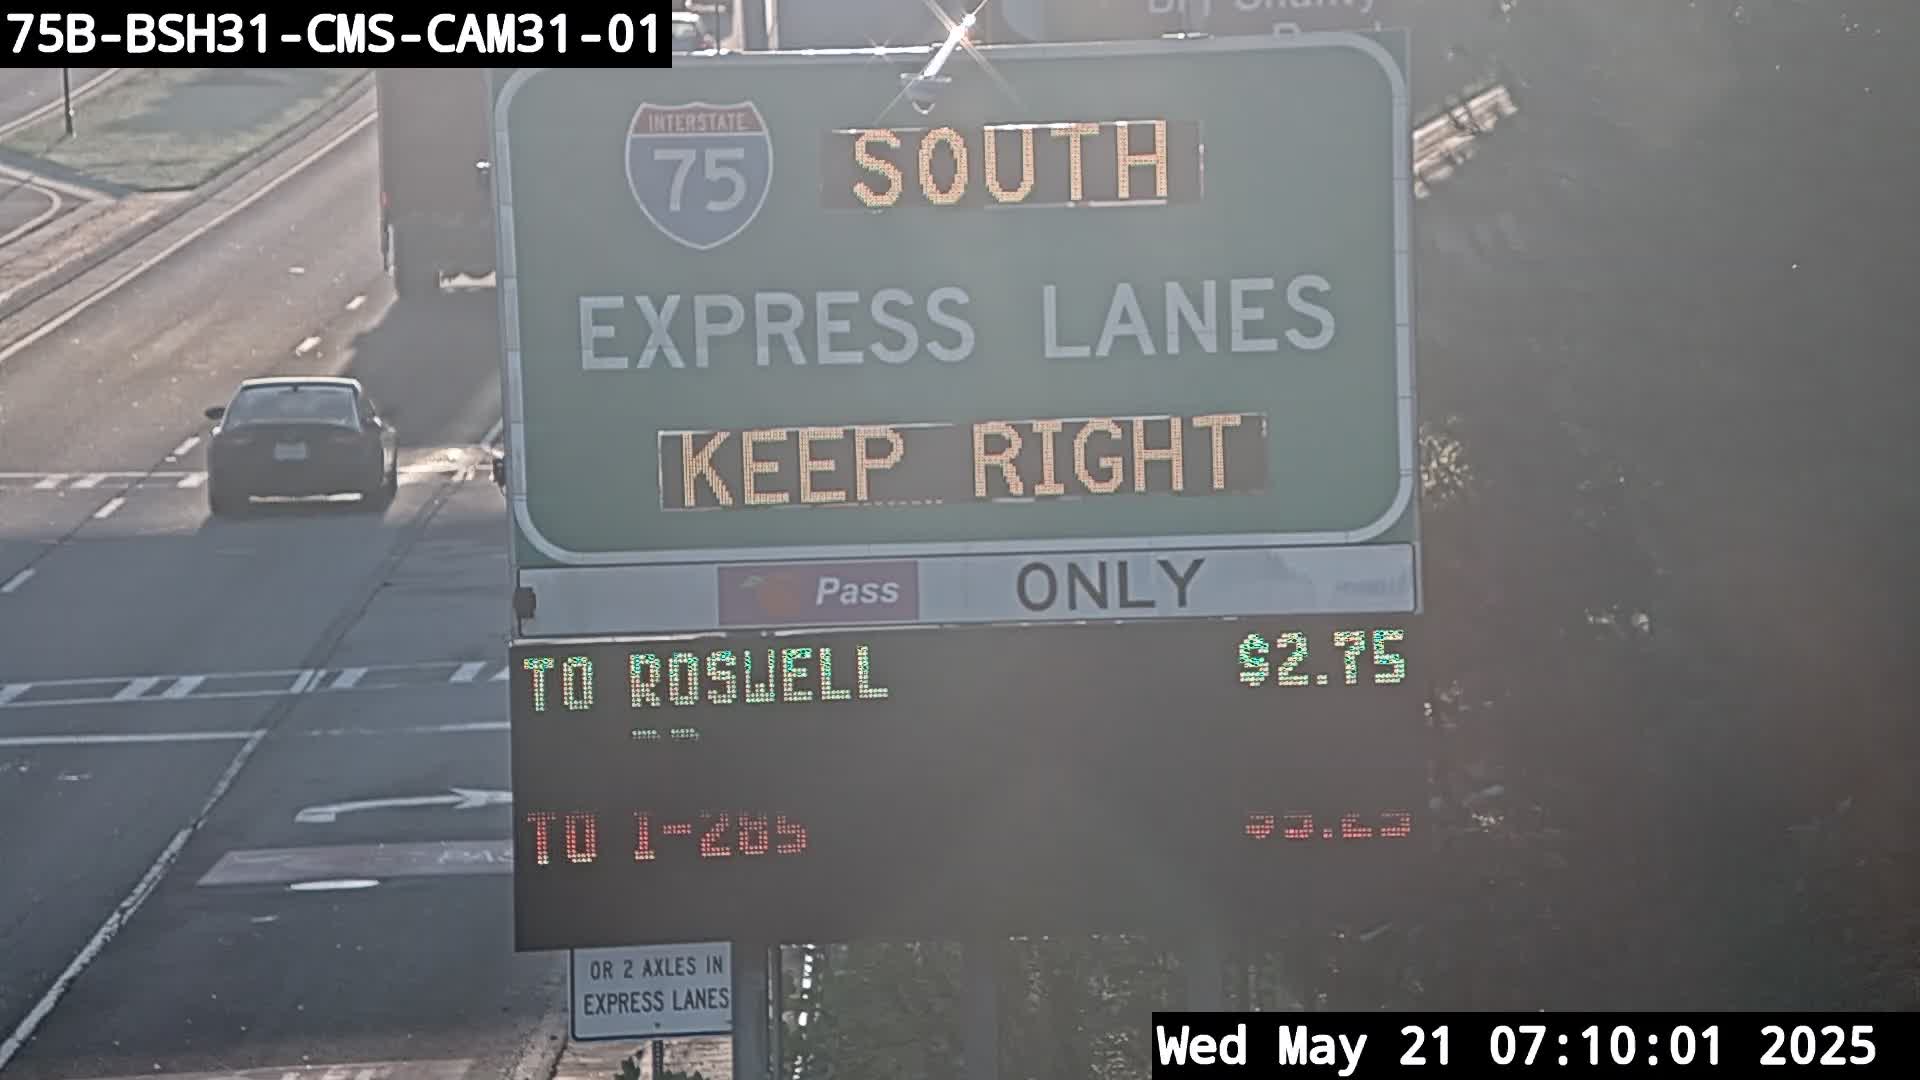 75B-BSH31-CMS-CAM31-01
INTERSTATE
75
SOUTH
EXPRESS LANES
KEEP RIGHT
Pass ONLY
TO ROSWELL $2.75
TO I-285
OR 2 AXLES IN
EXPRESS LANES
Wed May 21 07:10:01 2025